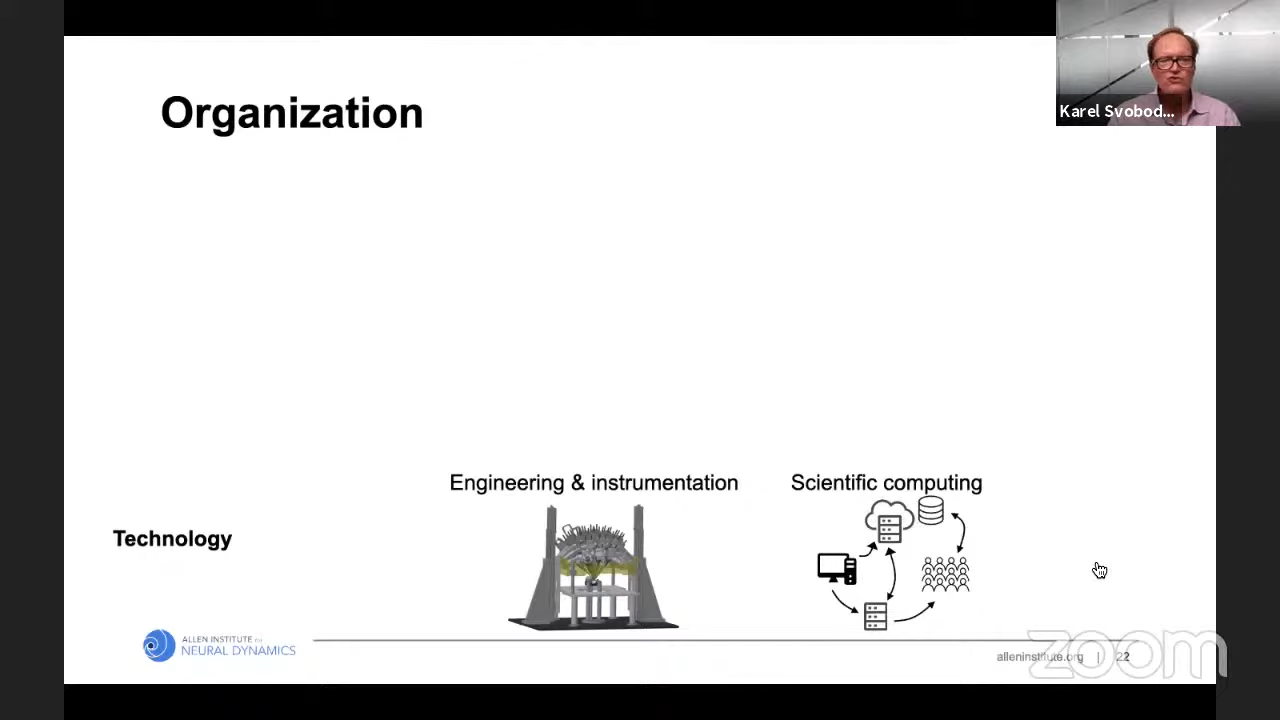 Karel Svobod...
Organization
Engineering & instrumentation
Scientific computing
Technology
ALLEN INSTITUTE for
NEURAL DYNAMICS
alleninstitute.org | 22
zoom